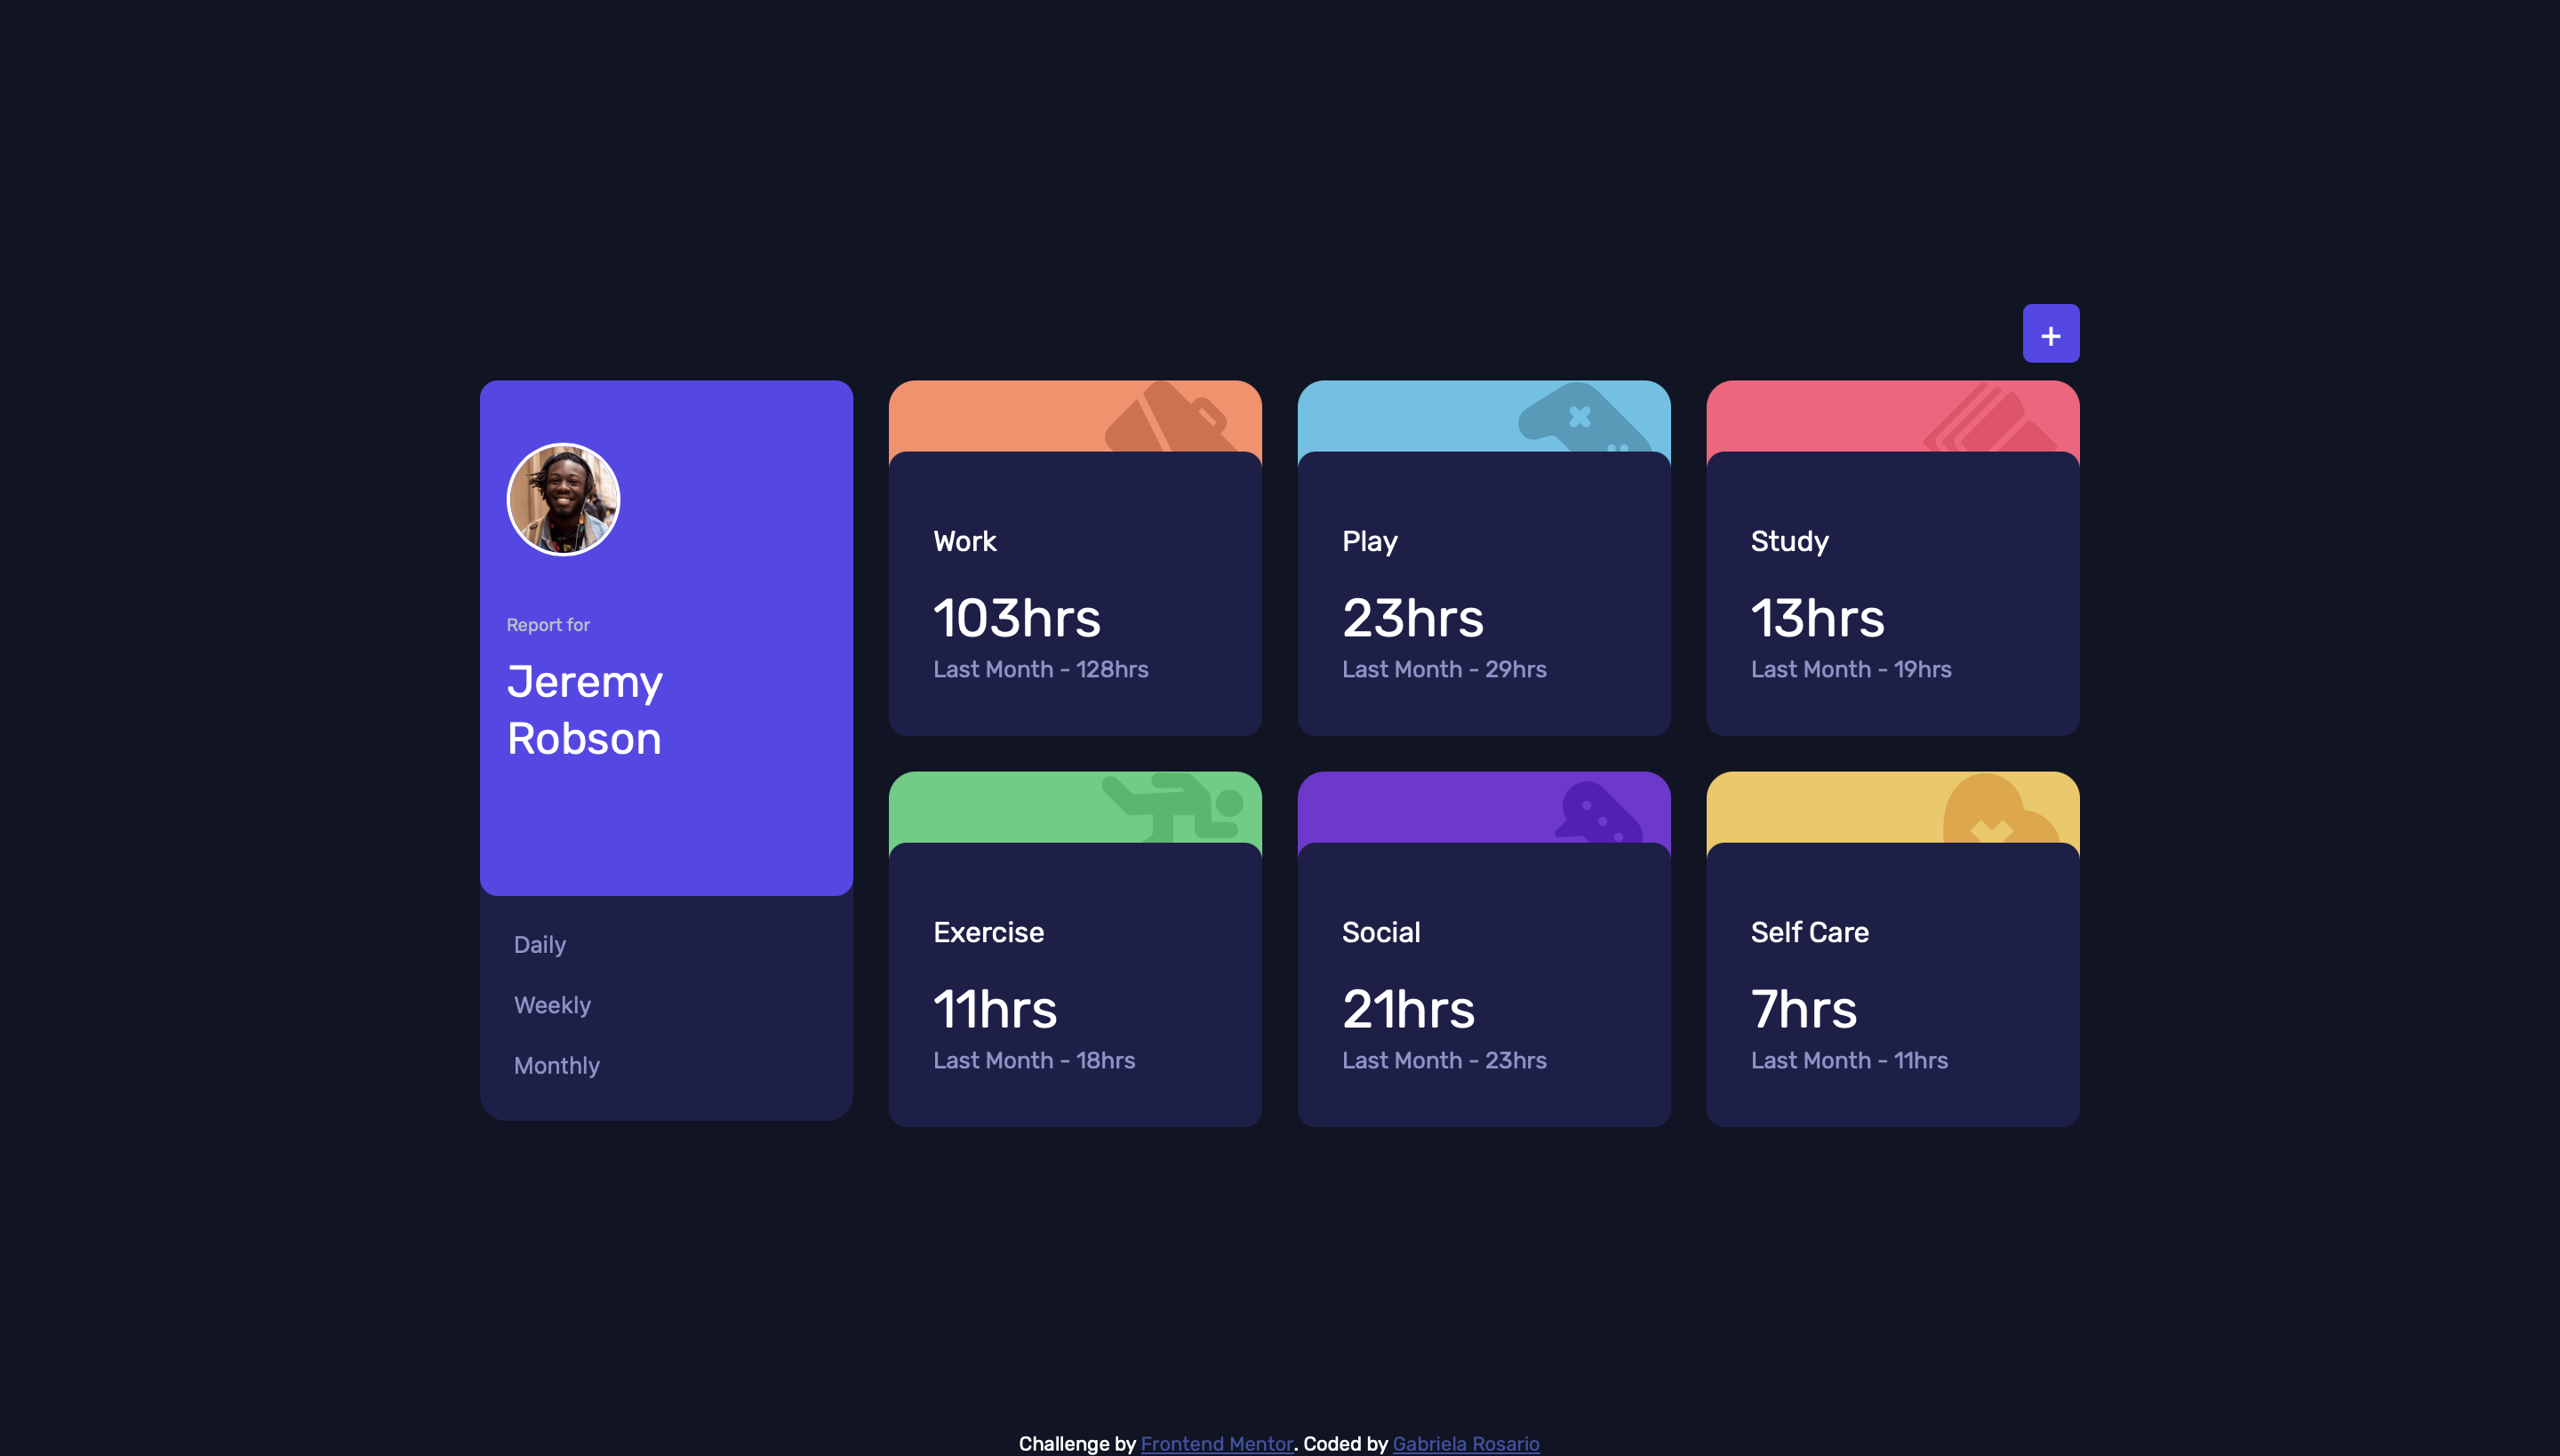 +
Report for
Jeremy
Robson
Daily
Weekly
Monthly
Work
103hrs
Last Month - 128hrs
Play
23hrs
Last Month - 29hrs
Study
13hrs
Last Month - 19hrs
Exercise
11hrs
Last Month - 18hrs
Social
21hrs
Last Month - 23hrs
Self Care
7hrs
Last Month - 11hrs
Challenge by Frontend Mentor. Coded by Gabriela Rosario